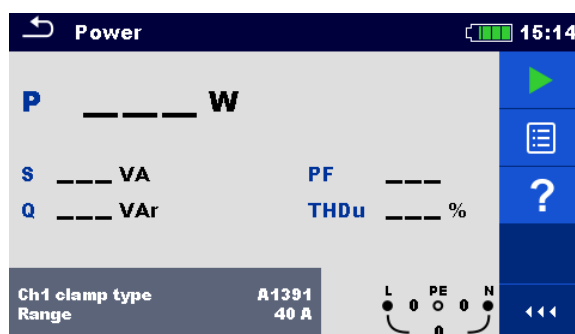 Power 15:14
P ___ W
S ___ VA PF ___
Q ___ VAr THDu ___ %
?
Ch1 clamp type A1391
Range 40 A
L PE N
0 0
0